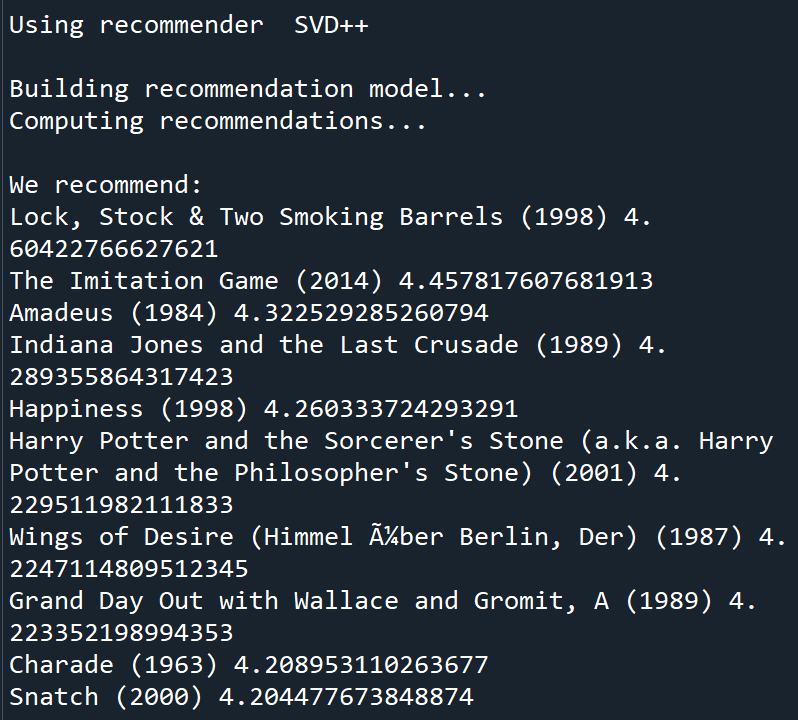 Using recommender  SVD++
Building recommendation model...
Computing recommendations...
We recommend:
Lock, Stock & Two Smoking Barrels (1998) 4.
60422766627621
The Imitation Game (2014) 4.457817607681913
Amadeus (1984) 4.322529285260794
Indiana Jones and the Last Crusade (1989) 4.
289355864317423
Happiness (1998) 4.260333724293291
Harry Potter and the Sorcerer's Stone (a.k.a. Harry
Potter and the Philosopher's Stone) (2001) 4.
229511982111833
Wings of Desire (Himmel Ã¼ber Berlin, Der) (1987) 4.
2247114809512345
Grand Day Out with Wallace and Gromit, A (1989) 4.
223352198994353
Charade (1963) 4.208953110263677
Snatch (2000) 4.204477673848874